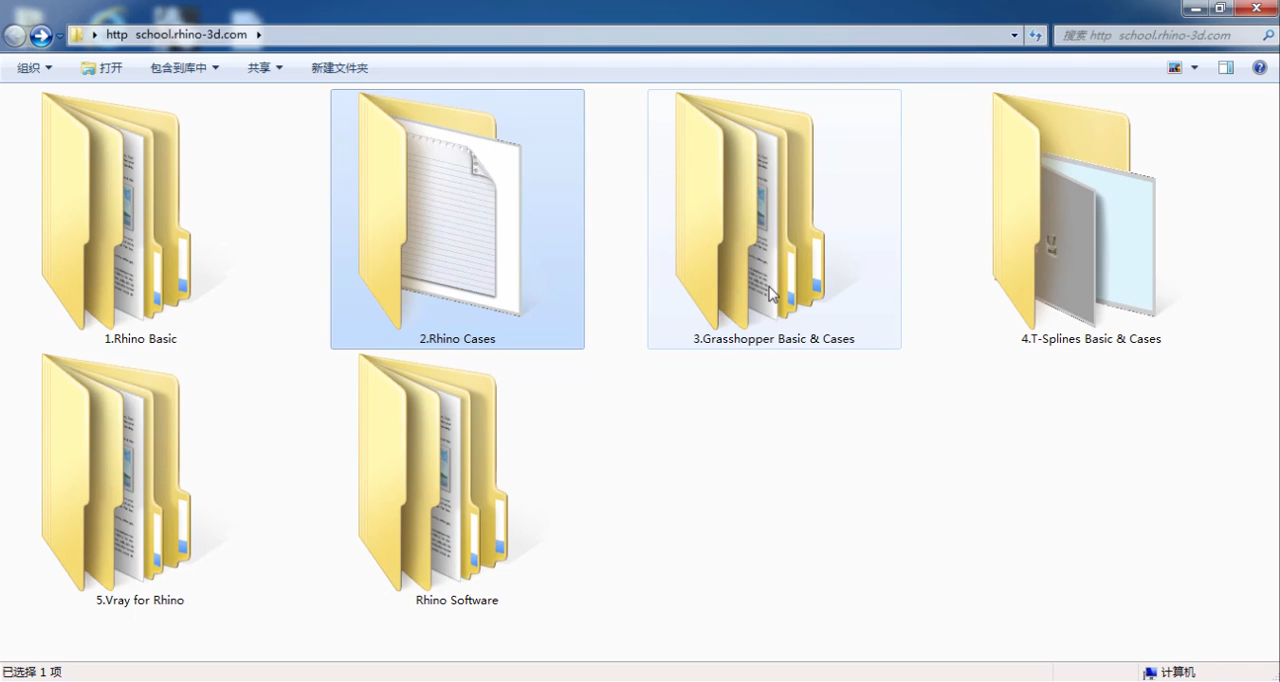 http school.rhino-3d.com
搜索 http school.rhino-3d.com
组织 打开 包含到库中 共享 新建文件夹
1.Rhino Basic
2.Rhino Cases
3.Grasshopper Basic & Cases
4.T-Splines Basic & Cases
5.Vray for Rhino
Rhino Software
已选择 1 项
计算机